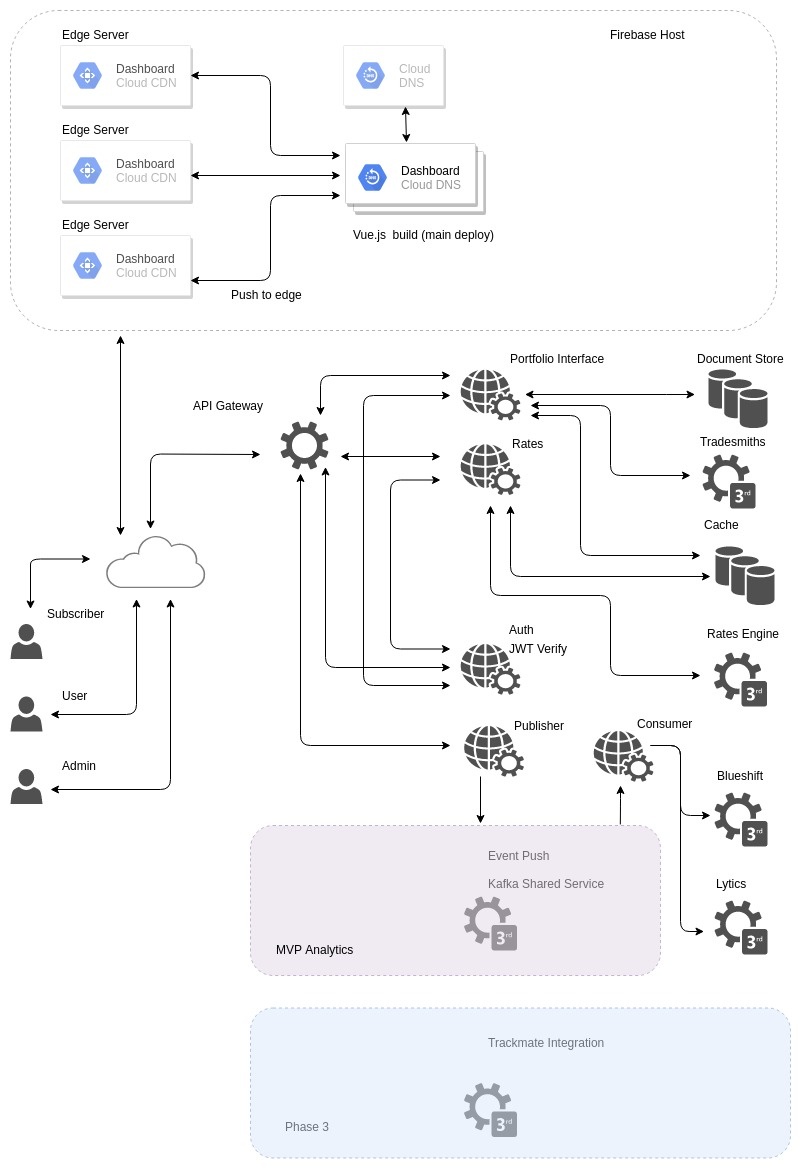 Edge Server
Firebase Host
Dashboard
Cloud CDN
Cloud
DNS
Edge Server
Dashboard
Cloud CDN
Dashboard
Cloud DNS
Edge Server
Vue.js build (main deploy)
Dashboard
Cloud CDN
Push to edge
Portfolio Interface
Document Store
API Gateway
Rates
Tradesmiths
3rd
Cache
Subscriber
Auth
JWT Verify
Rates Engine
3rd
User
Publisher
Consumer
Admin
Blueshift
3rd
Event Push
Kafka Shared Service
Lytics
3rd
3rd
MVP Analytics
Trackmate Integration
3rd
Phase 3